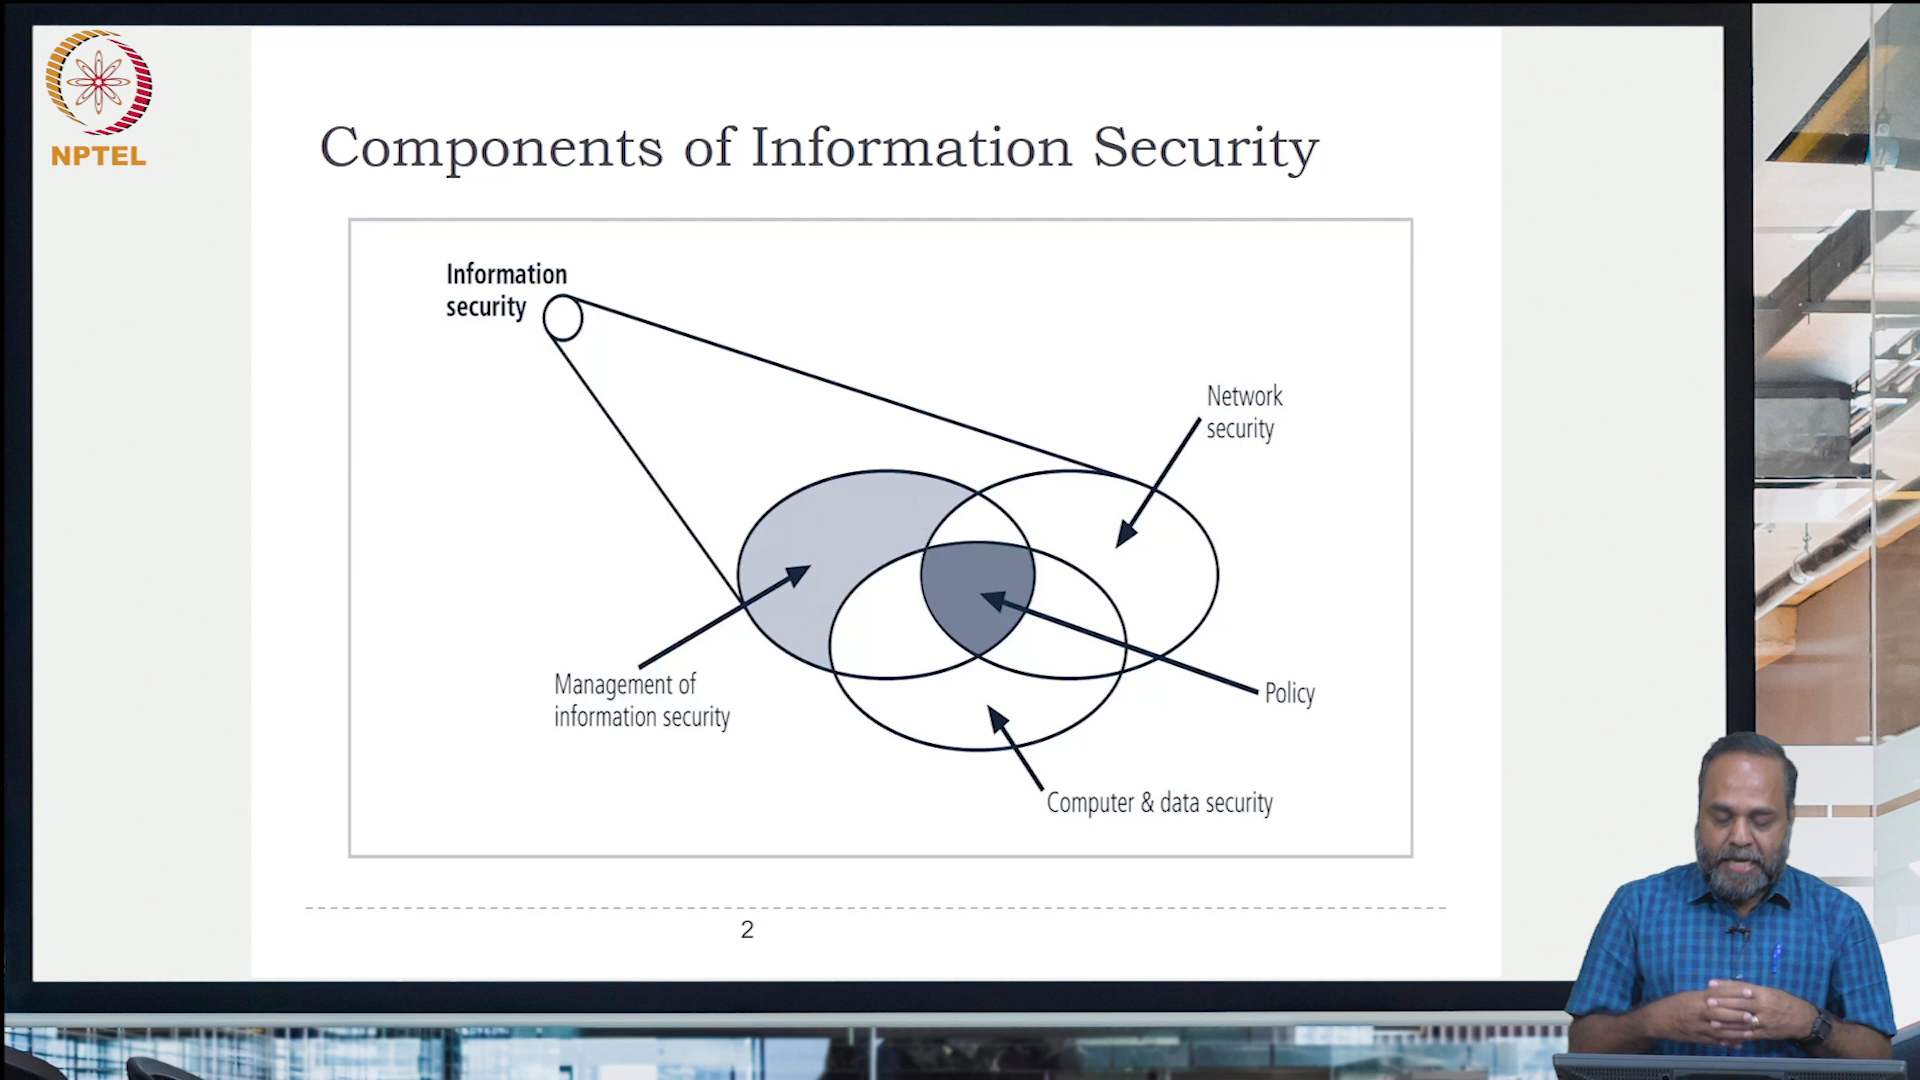 NPTEL
Components of Information Security
Information
security
Network
security
Management of
information security
Policy
Computer & data security
2